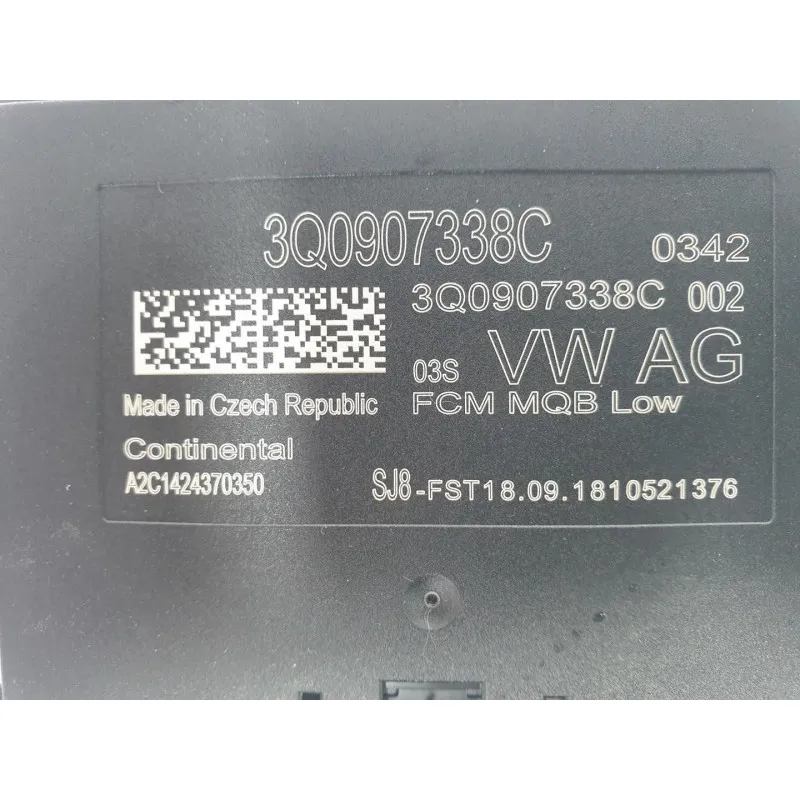 3Q0907338C 0342
3Q0907338C 002
03S VW AG
Made in Czech Republic FCM MQB Low
Continental
A2C1424370350 SJ8-FST18.09.1810521376